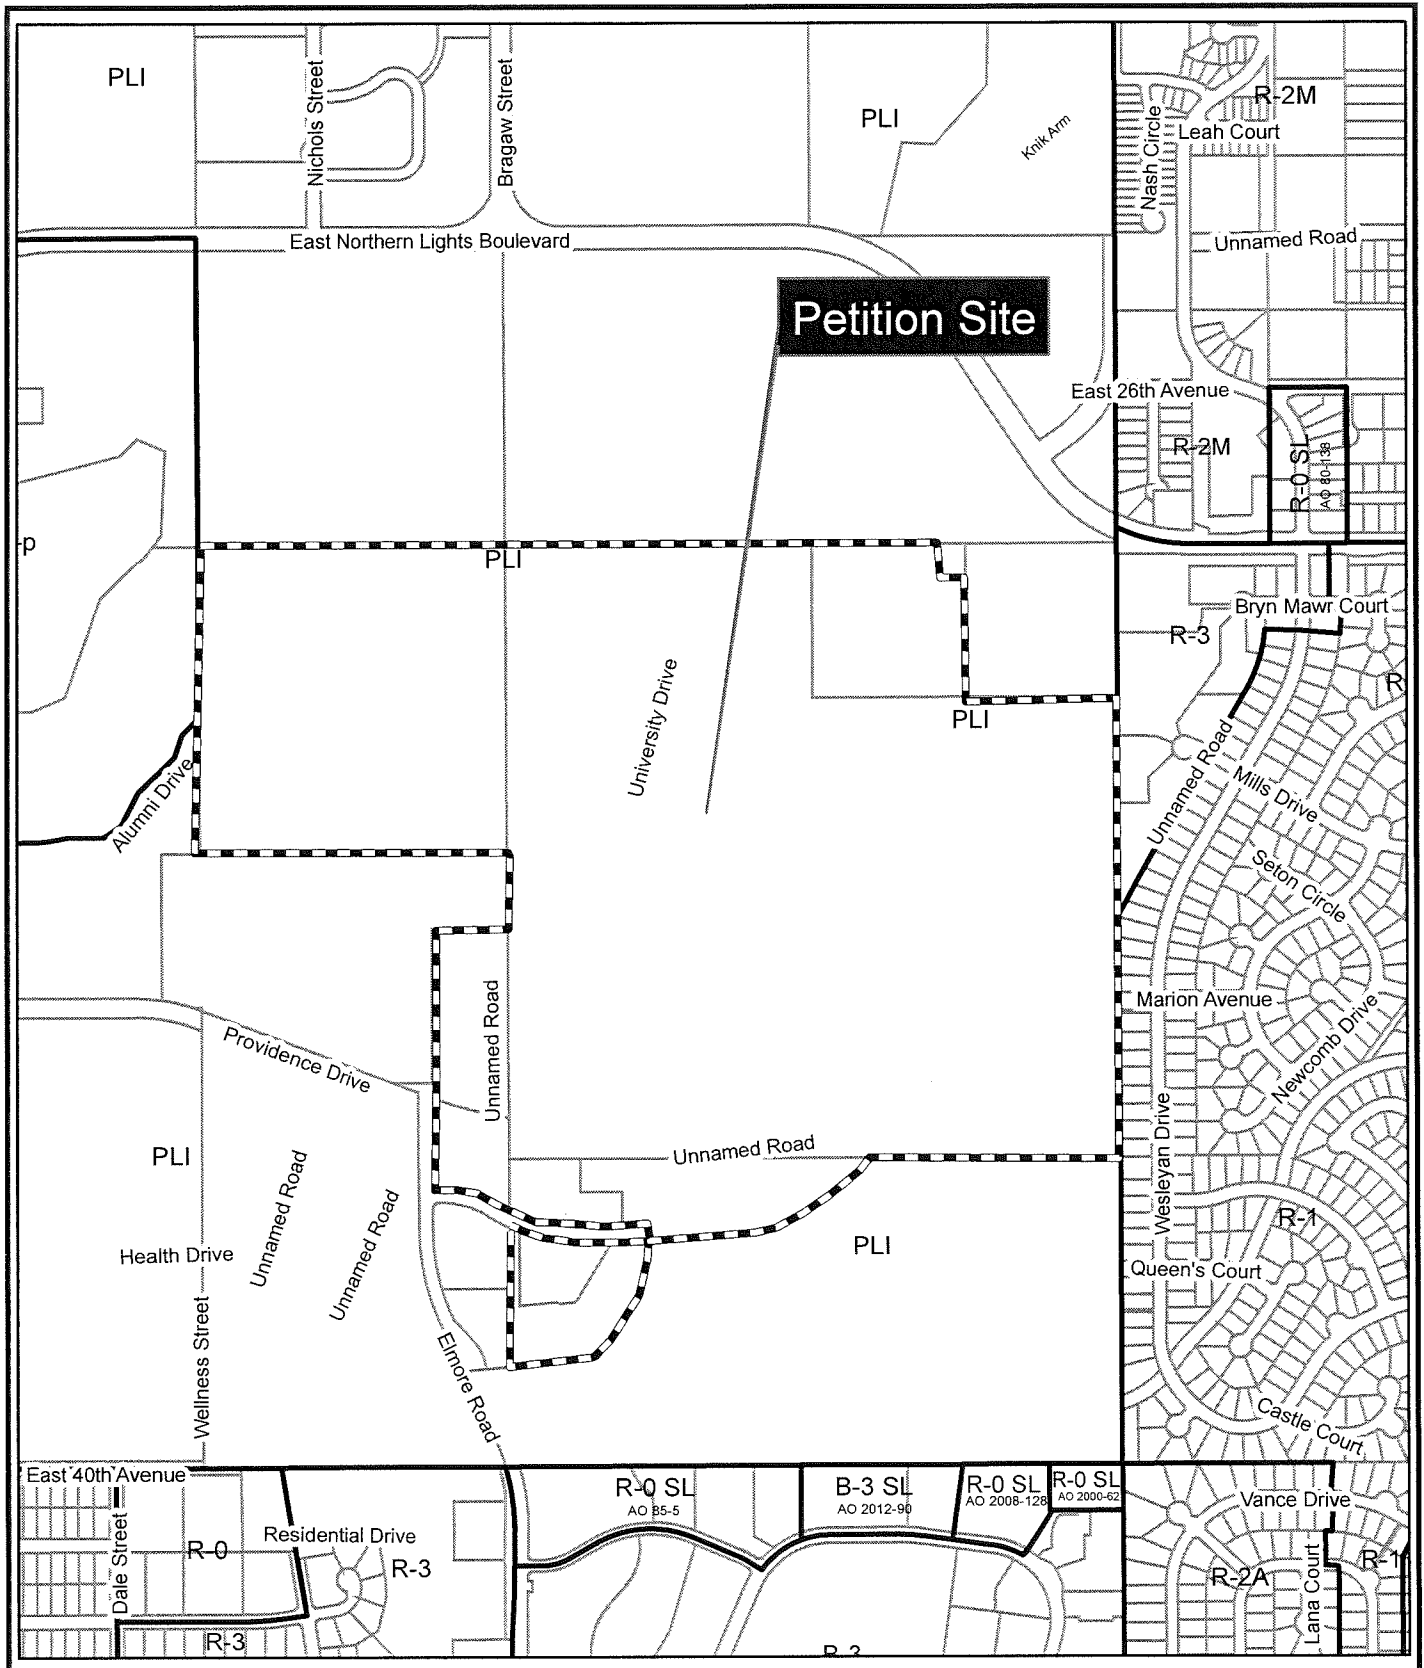 PLI
Nichols Street
Bragaw Street
PLI
Knik Arm
Nash Circle
R-2M
Leah Court
Unnamed Road
East Northern Lights Boulevard
Petition Site
East 26th Avenue
R-2M
R-0 SL
AO 80-138
-p
PLI
Bryn Mawr Court
R-3
R
University Drive
PLI
Unnamed Road
Mills Drive
Alumni Drive
Seton Circle
Unnamed Road
Marion Avenue
Newcomb Drive
Providence Drive
Wesleyan Drive
PLI
Unnamed Road
Unnamed Road
Unnamed Road
R-1
PLI
Health Drive
Queen's Court
Wellness Street
Elmore Road
Castle Court
East 40th Avenue
R-0 SL
AO 85-5
B-3 SL
AO 2012-90
R-0 SL
AO 2008-128
R-0 SL
AO 2000-62
Vance Drive
Dale Street
Residential Drive
R-0
R-3
R-2A
Lana Court
R-1
R-3